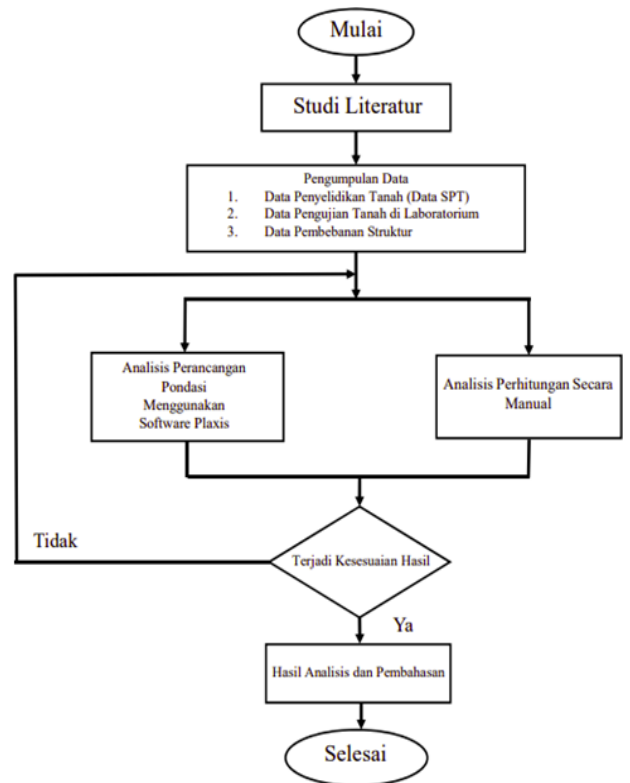 Mulai
Studi Literatur
Pengumpulan Data
1. Data Penyelidikan Tanah (Data SPT)
2. Data Pengujian Tanah di Laboratorium
3. Data Pembebanan Struktur
Analisis Perancangan
Pondasi
Menggunakan
Software Plaxis
Analisis Perhitungan Secara
Manual
Tidak
Terjadi Kesesuaian Hasil
Ya
Hasil Analisis dan Pembahasan
Selesai